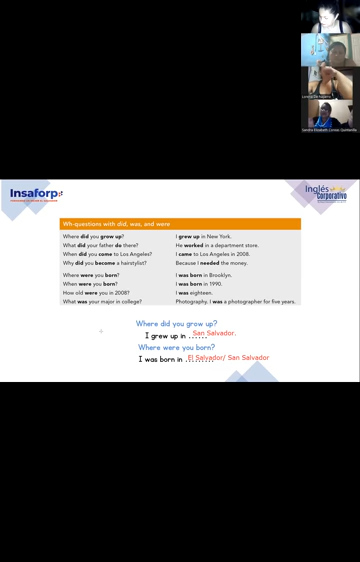 Insaforp
Inglés
Corporativo
Wh-questions with did, was, and were
Where did you grow up? I grew up in New York.
What did your father do there? He worked in a department store.
When did you come to Los Angeles? I came to Los Angeles in 2008.
Why did you become a hairstylist? Because I needed the money.
Where were you born? I was born in Brooklyn.
When were you born? I was born in 1990.
How old were you in 2008? I was eighteen.
What was your major in college? Photography. I was a photographer for five years.
Where did you grow up?
I grew up in ...... San Salvador.
Where were you born?
I was born in ......... El Salvador/ San Salvador